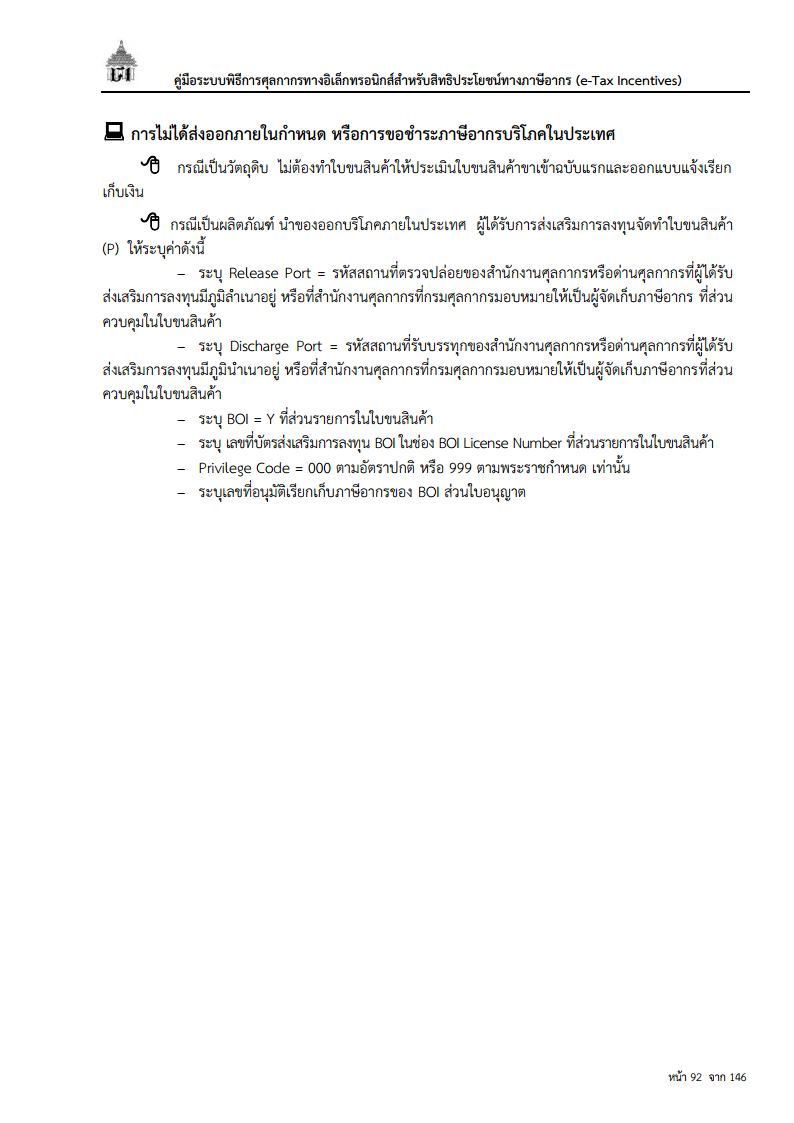 คู่มือระบบพิธีการศุลกากรทางอิเล็กทรอนิกส์สำหรับสิทธิประโยชน์ทางภาษีอากร (e-Tax Incentives)
การไม่ได้ส่งออกภายในกำหนด หรือการขอชำระภาษีอากรบริโภคในประเทศ
กรณีเป็นวัตถุดิบ ไม่ต้องทำใบขนสินค้าให้ประเมินใบขนสินค้าขาเข้าฉบับแรกและออกแบบแจ้งเรียก
เก็บเงิน
กรณีเป็นผลิตภัณฑ์ นำของออกบริโภคภายในประเทศ ผู้ได้รับการส่งเสริมการลงทุนจัดทำใบขนสินค้า
(P) ให้ระบุค่าดังนี้
– ระบุ Release Port = รหัสสถานที่ตรวจปล่อยของสำนักงานศุลกากรหรือด่านศุลกากรที่ผู้ได้รับ
ส่งเสริมการลงทุนมีภูมิลำเนาอยู่ หรือที่สำนักงานศุลกากรที่กรมศุลกากรมอบหมายให้เป็นผู้จัดเก็บภาษีอากร ที่ส่วน
ควบคุมในใบขนสินค้า
– ระบุ Discharge Port = รหัสสถานที่รับบรรทุกของสำนักงานศุลกากรหรือด่านศุลกากรที่ผู้ได้รับ
ส่งเสริมการลงทุนมีภูมินำเนาอยู่ หรือที่สำนักงานศุลกากรที่กรมศุลกากรมอบหมายให้เป็นผู้จัดเก็บภาษีอากรที่ส่วน
ควบคุมในใบขนสินค้า
– ระบุ BOI = Y ที่ส่วนรายการในใบขนสินค้า
– ระบุ เลขที่บัตรส่งเสริมการลงทุน BOI ในช่อง BOI License Number ที่ส่วนรายการในใบขนสินค้า
– Privilege Code = 000 ตามอัตราปกติ หรือ 999 ตามพระราชกำหนด เท่านั้น
– ระบุเลขที่อนุมัติเรียกเก็บภาษีอากรของ BOI ส่วนใบอนุญาต
หน้า 92 จาก 146